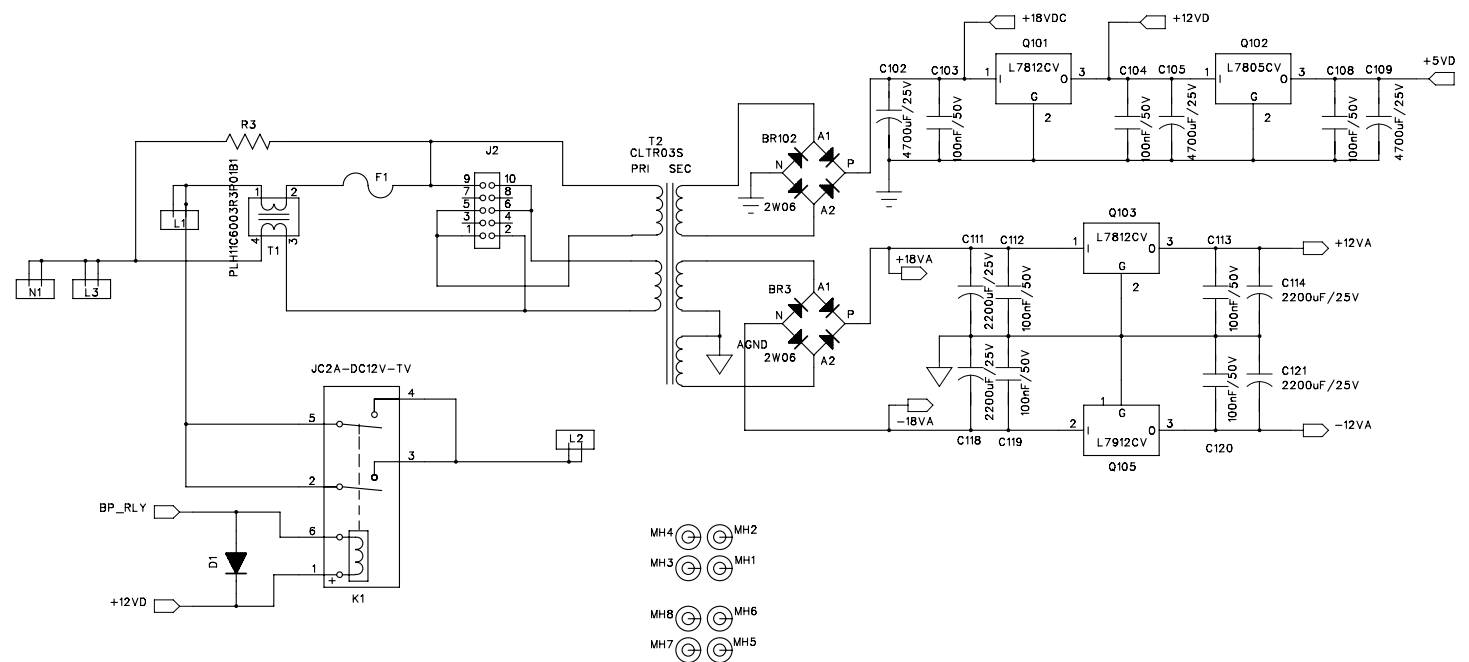 +18VDC
+12VD
Q101
Q102
+5VD
C102
C103
1
L7812CV
3
C104
C105
1
L7805CV
3
C108
C109
I
O
I
O
G
G
2
2
4700uF/25V
100nF/50V
100nF/50V
4700uF/25V
100nF/50V
4700uF/25V
R3
T2
CLTR03S
PRI SEC
BR102
A1
N
P
2W06
A2
J2
F1
9
10
7
8
5
6
3
4
1
2
PLH11C6003R3P01B1
1
2
4
3
T1
L1
N1
L3
Q103
C111
C112
1
L7812CV
3
C113
+12VA
I
O
G
2
+18VA
BR3
A1
N
P
2W06
A2
AGND
2200uF/25V
100nF/50V
100nF/50V
C114
2200uF/25V
2200uF/25V
100nF/50V
100nF/50V
C121
2200uF/25V
-18VA
1
G
2
I
O
3
L7912CV
-12VA
C118
C119
C120
Q105
JC2A-DC12V-TV
4
5
3
L2
2
BP_RLY
6
D1
1
+
+12VD
K1
MH4
MH2
MH3
MH1
MH8
MH6
MH7
MH5